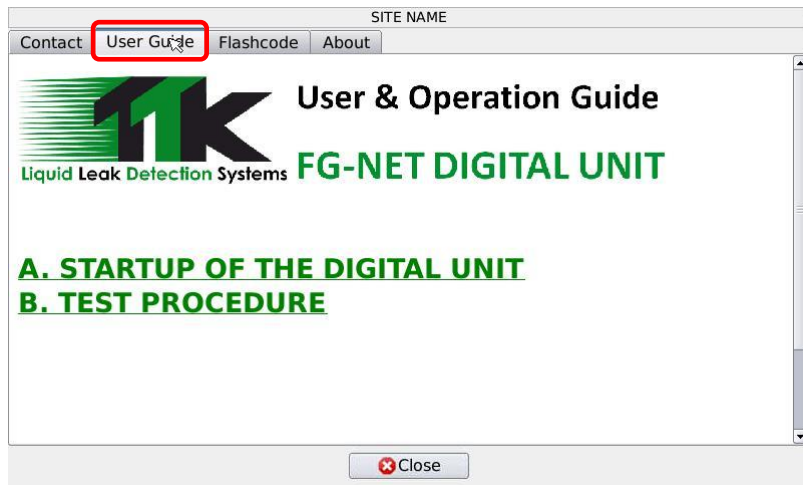 SITE NAME
Contact User Guide Flashcode About
TTK
User & Operation Guide
Liquid Leak Detection Systems
FG-NET DIGITAL UNIT
A. STARTUP OF THE DIGITAL UNIT
B. TEST PROCEDURE
Close